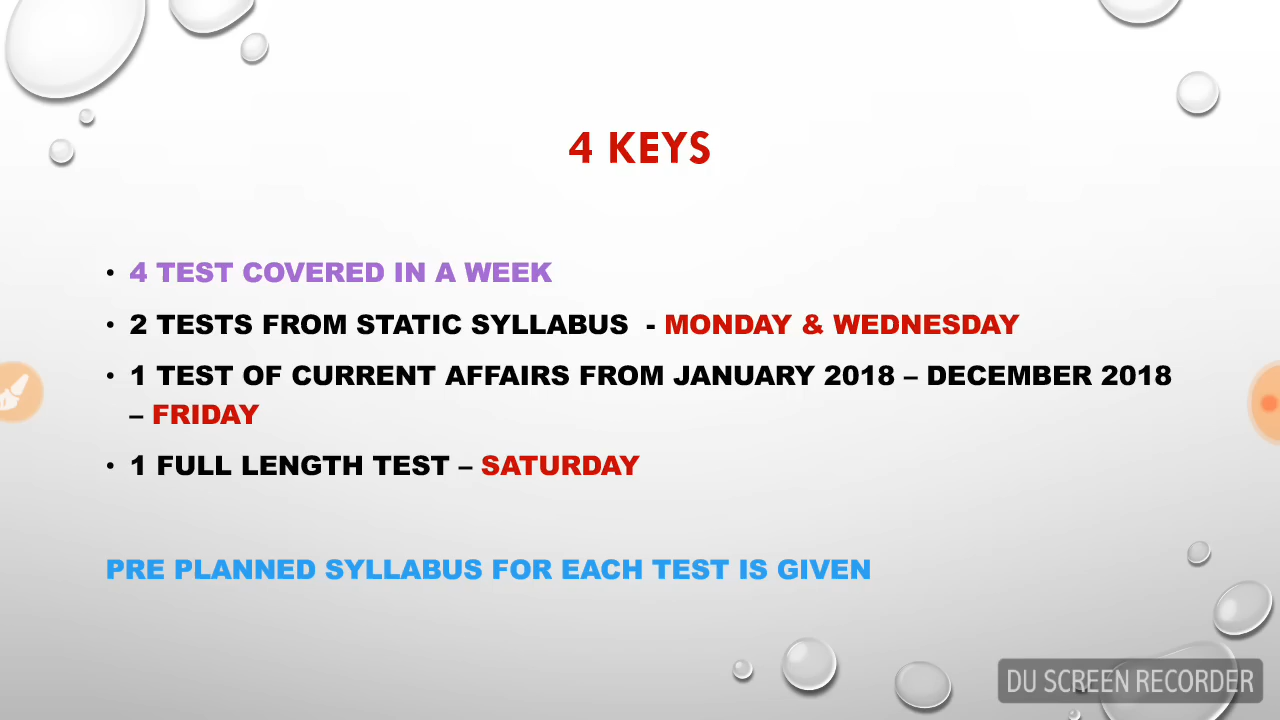 4 KEYS
• 4 TEST COVERED IN A WEEK
• 2 TESTS FROM STATIC SYLLABUS - MONDAY & WEDNESDAY
• 1 TEST OF CURRENT AFFAIRS FROM JANUARY 2018 – DECEMBER 2018
– FRIDAY
• 1 FULL LENGTH TEST – SATURDAY
PRE PLANNED SYLLABUS FOR EACH TEST IS GIVEN
DU SCREEN RECORDER